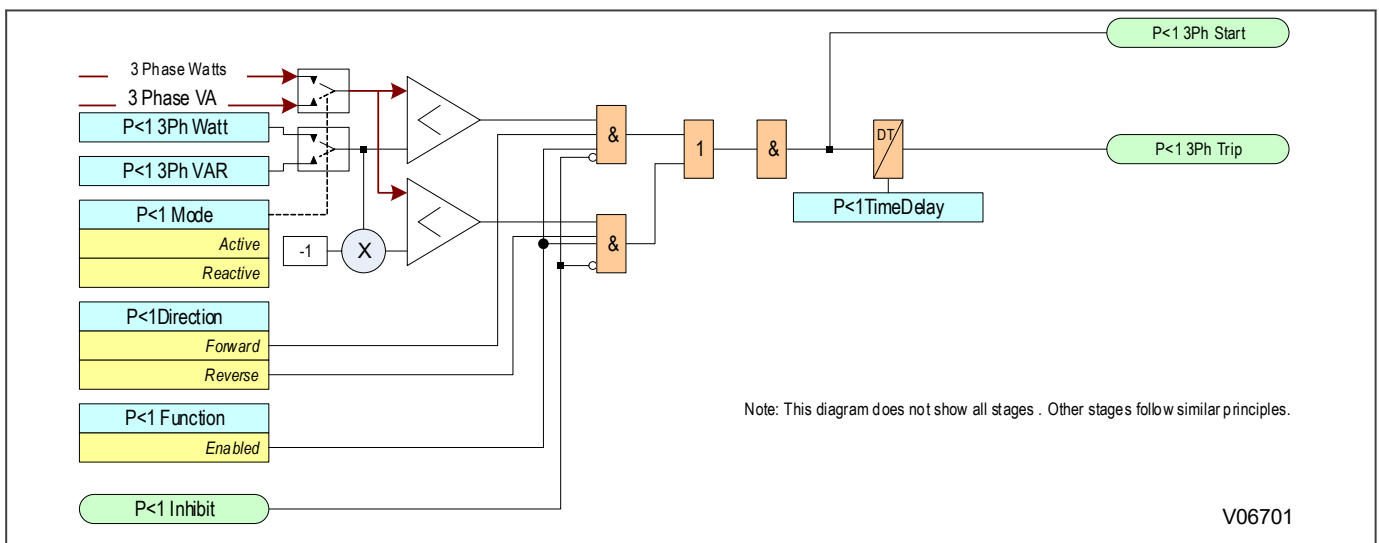 P<1 3Ph Start
3 Phase Watts
3 Phase VA
P<1 3Ph Watt
P<1 3Ph VAR
P<1 Mode
Active
Reactive
-1
X
<
<
&
&
1
&
DT
P<1TimeDelay
P<1 3Ph Trip
P<1Direction
Forward
Reverse
P<1 Function
Enabled
P<1 Inhibit
Note: This diagram does not show all stages . Other stages follow similar principles.
V06701